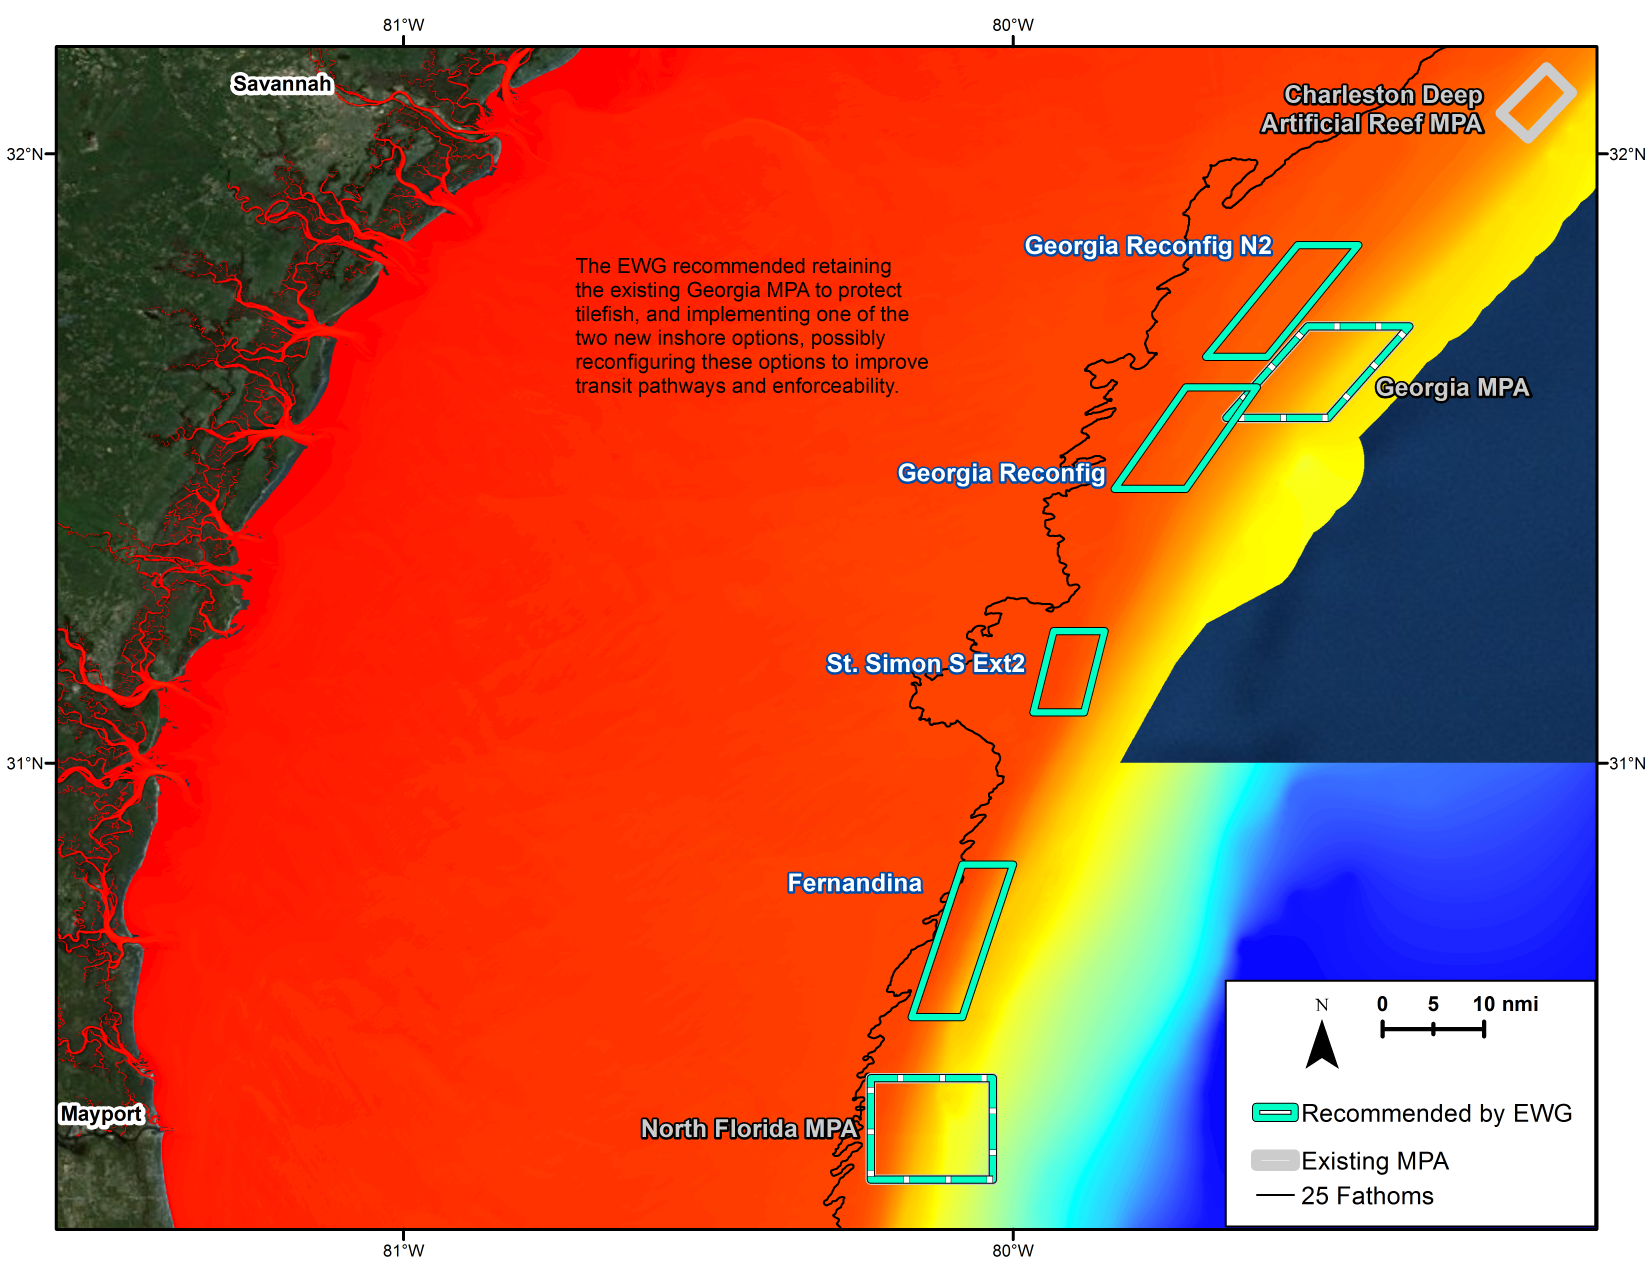 81°W
80°W
Savannah
Charleston Deep
Artificial Reef MPA
32°N
32°N
Georgia Reconfig N2
The EWG recommended retaining
the existing Georgia MPA to protect
tilefish, and implementing one of the
two new inshore options, possibly
reconfiguring these options to improve
transit pathways and enforceability.
Georgia MPA
Georgia Reconfig
St. Simon S Ext2
31°N
31°N
Fernandina
N
0 5 10 nmi
Mayport
North Florida MPA
Recommended by EWG
Existing MPA
25 Fathoms
81°W
80°W